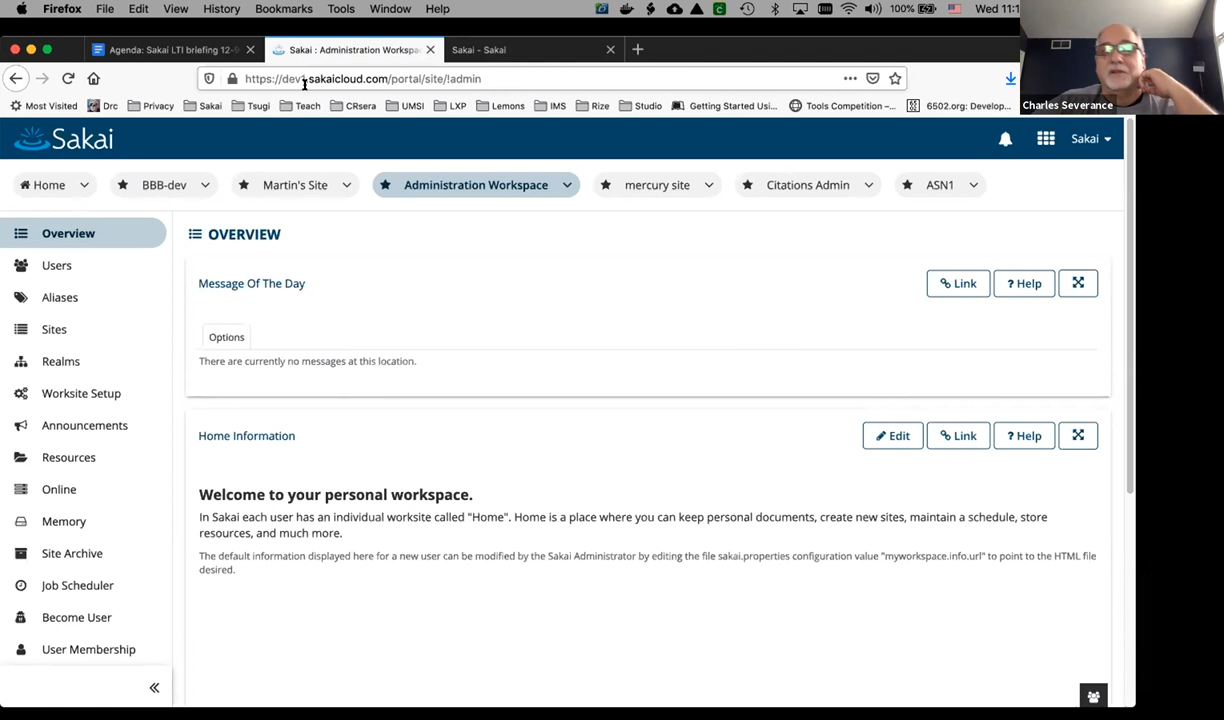 Firefox File Edit View History Bookmarks Tools Window Help 100% Wed 11:1
Agenda: Sakai LTI briefing 12-9 Sakai : Administration Workspa Sakai - Sakai
sakaicloud.com/portal/site/!admin
Most Visited Drc Privacy Sakai Tsugi Teach CRsera UMSI LXP Lemons IMS Rize Studio Getting Started Usi... Tools Competition -... 6502.org: Develop...
Charles Severance
Sakai Sakai
Home BBB-dev Martin's Site Administration Workspace mercury site Citations Admin ASN1
Overview
Users
Aliases
Sites
Realms
Worksite Setup
Announcements
Resources
Online
Memory
Site Archive
Job Scheduler
Become User
User Membership
OVERVIEW
Message Of The Day Link ? Help
Options
There are currently no messages at this location.
Home Information Edit Link ? Help
Welcome to your personal workspace.
In Sakai each user has an individual worksite called "Home". Home is a place where you can keep personal documents, create new sites, maintain a schedule, store
resources, and much more.
The default information displayed here for a new user can be modified by the Sakai Administrator by editing the file sakai.properties configuration value "myworkspace.info.url" to point to the HTML file
desired.